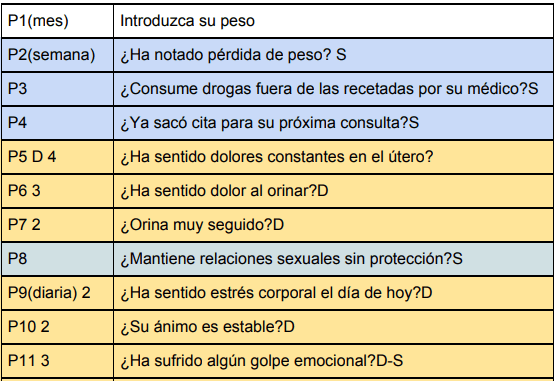 P1(mes) Introduzca su peso
P2(semana) ¿Ha notado pérdida de peso? S
P3 ¿Consume drogas fuera de las recetadas por su médico?S
P4 ¿Ya sacó cita para su próxima consulta?S
P5 D 4 ¿Ha sentido dolores constantes en el útero?
P6 3 ¿Ha sentido dolor al orinar?D
P7 2 ¿Orina muy seguido?D
P8 ¿Mantiene relaciones sexuales sin protección?S
P9(diaria) 2 ¿Ha sentido estrés corporal el día de hoy?D
P10 2 ¿Su ánimo es estable?D
P11 3 ¿Ha sufrido algún golpe emocional?D-S